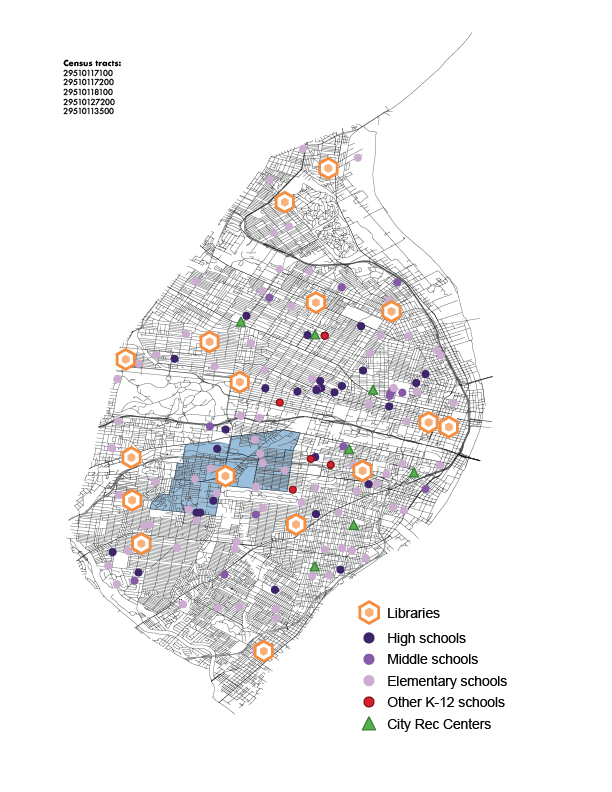 Census tracts:
29510117100
29510117200
29510118100
29510127200
29510113500
Libraries
High schools
Middle schools
Elementary schools
Other K-12 schools
City Rec Centers